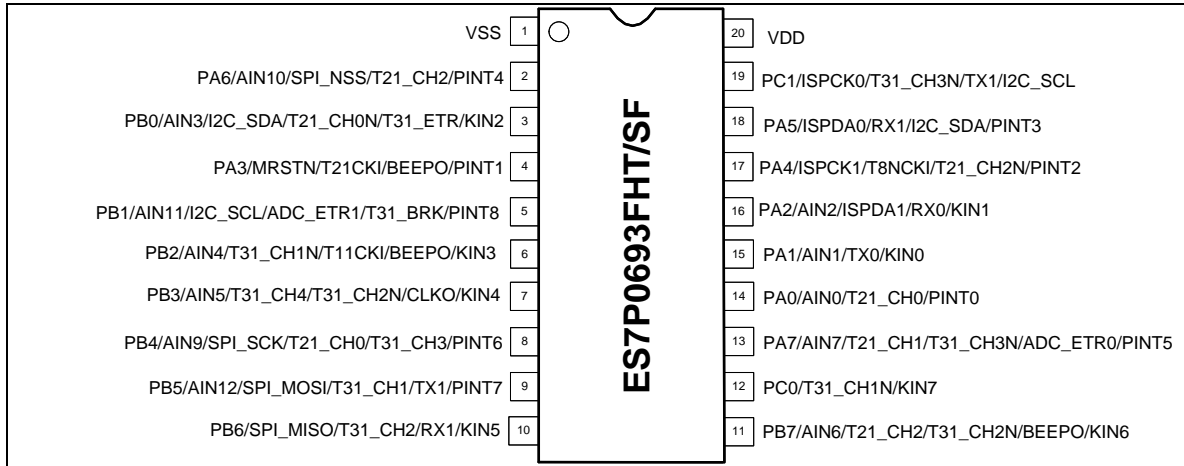 VSS 1
PA6/AIN10/SPI_NSS/T21_CH2/PINT4 2
PB0/AIN3/I2C_SDA/T21_CH0N/T31_ETR/KIN2 3
PA3/MRSTN/T21CKI/BEEPO/PINT1 4
PB1/AIN11/I2C_SCL/ADC_ETR1/T31_BRK/PINT8 5
PB2/AIN4/T31_CH1N/T11CKI/BEEPO/KIN3 6
PB3/AIN5/T31_CH4/T31_CH2N/CLKO/KIN4 7
PB4/AIN9/SPI_SCK/T21_CH0/T31_CH3/PINT6 8
PB5/AIN12/SPI_MOSI/T31_CH1/TX1/PINT7 9
PB6/SPI_MISO/T31_CH2/RX1/KIN5 10
ES7P0693FHT/SF
20 VDD
19 PC1/ISPCK0/T31_CH3N/TX1/I2C_SCL
18 PA5/ISPDA0/RX1/I2C_SDA/PINT3
17 PA4/ISPCK1/T8NCKI/T21_CH2N/PINT2
16 PA2/AIN2/ISPDA1/RX0/KIN1
15 PA1/AIN1/TX0/KIN0
14 PA0/AIN0/T21_CH0/PINT0
13 PA7/AIN7/T21_CH1/T31_CH3N/ADC_ETR0/PINT5
12 PC0/T31_CH1N/KIN7
11 PB7/AIN6/T21_CH2/T31_CH2N/BEEPO/KIN6